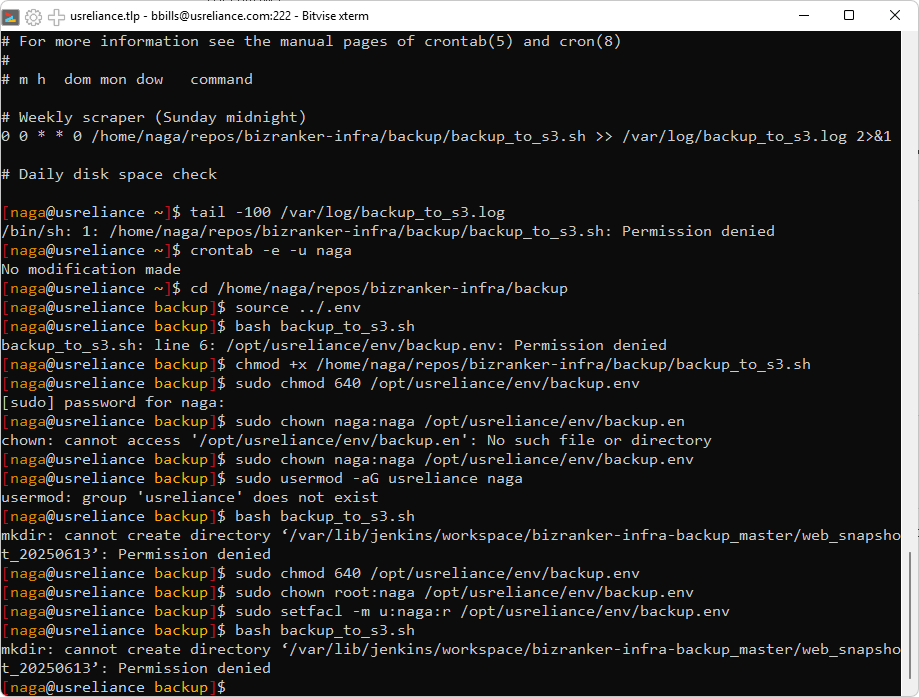 usreliance.tlp - bbills@usreliance.com:222 - Bitvise xterm
# For more information see the manual pages of crontab(5) and cron(8)
#
# m h  dom mon dow   command
# Weekly scraper (Sunday midnight)
0 0 * * 0 /home/naga/repos/bizranker-infra/backup/backup_to_s3.sh >> /var/log/backup_to_s3.log 2>&1
# Daily disk space check
[naga@usreliance ~]$ tail -100 /var/log/backup_to_s3.log
/bin/sh: 1: /home/naga/repos/bizranker-infra/backup/backup_to_s3.sh: Permission denied
[naga@usreliance ~]$ crontab -e -u naga
No modification made
[naga@usreliance ~]$ cd /home/naga/repos/bizranker-infra/backup
[naga@usreliance backup]$ source ../.env
[naga@usreliance backup]$ bash backup_to_s3.sh
backup_to_s3.sh: line 6: /opt/usreliance/env/backup.env: Permission denied
[naga@usreliance backup]$ chmod +x /home/naga/repos/bizranker-infra/backup/backup_to_s3.sh
[naga@usreliance backup]$ sudo chmod 640 /opt/usreliance/env/backup.env
[sudo] password for naga:
[naga@usreliance backup]$ sudo chown naga:naga /opt/usreliance/env/backup.en
chown: cannot access '/opt/usreliance/env/backup.en': No such file or directory
[naga@usreliance backup]$ sudo chown naga:naga /opt/usreliance/env/backup.env
[naga@usreliance backup]$ sudo usermod -aG usreliance naga
usermod: group 'usreliance' does not exist
[naga@usreliance backup]$ bash backup_to_s3.sh
mkdir: cannot create directory ‘/var/lib/jenkins/workspace/bizranker-infra-backup_master/web_snapsho
t_20250613’: Permission denied
[naga@usreliance backup]$ sudo chmod 640 /opt/usreliance/env/backup.env
[naga@usreliance backup]$ sudo chown root:naga /opt/usreliance/env/backup.env
[naga@usreliance backup]$ sudo setfacl -m u:naga:r /opt/usreliance/env/backup.env
[naga@usreliance backup]$ bash backup_to_s3.sh
mkdir: cannot create directory ‘/var/lib/jenkins/workspace/bizranker-infra-backup_master/web_snapsho
t_20250613’: Permission denied
[naga@usreliance backup]$